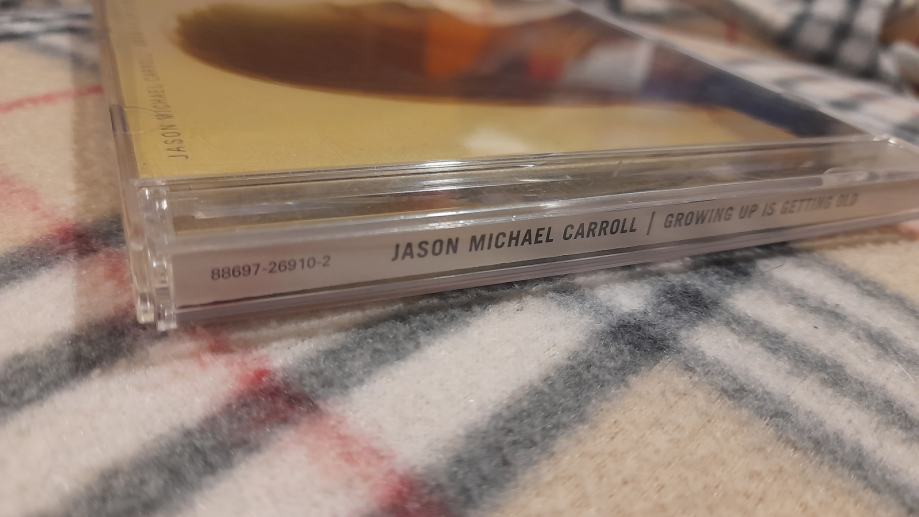 JASON MICHAEL CARROLL
88697-26910-2 JASON MICHAEL CARROLL | GROWING UP IS GETTING OLD